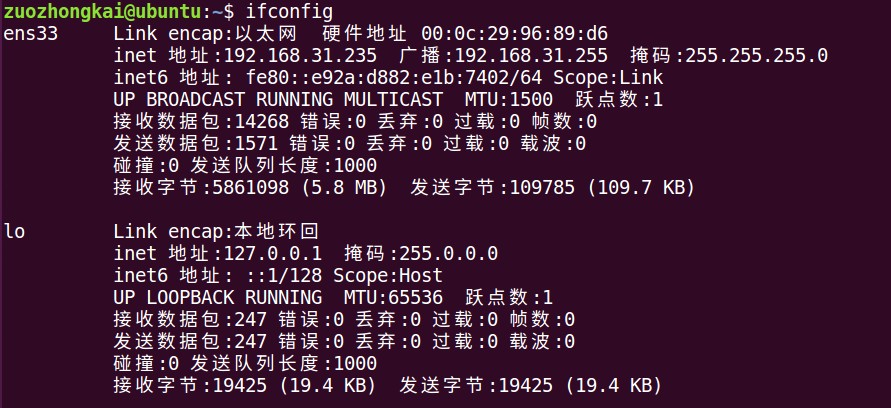 zuozhongkai@ubuntu:~$ ifconfig
ens33     Link encap:以太网  硬件地址 00:0c:29:96:89:d6
          inet 地址:192.168.31.235  广播:192.168.31.255  掩码:255.255.255.0
          inet6 地址: fe80::e92a:d882:e1b:7402/64 Scope:Link
          UP BROADCAST RUNNING MULTICAST  MTU:1500  跃点数:1
          接收数据包:14268 错误:0 丢弃:0 过载:0 帧数:0
          发送数据包:1571 错误:0 丢弃:0 过载:0 载波:0
          碰撞:0 发送队列长度:1000
          接收字节:5861098 (5.8 MB)  发送字节:109785 (109.7 KB)

lo        Link encap:本地环回
          inet 地址:127.0.0.1  掩码:255.0.0.0
          inet6 地址: ::1/128 Scope:Host
          UP LOOPBACK RUNNING  MTU:65536  跃点数:1
          接收数据包:247 错误:0 丢弃:0 过载:0 帧数:0
          发送数据包:247 错误:0 丢弃:0 过载:0 载波:0
          碰撞:0 发送队列长度:1000
          接收字节:19425 (19.4 KB)  发送字节:19425 (19.4 KB)